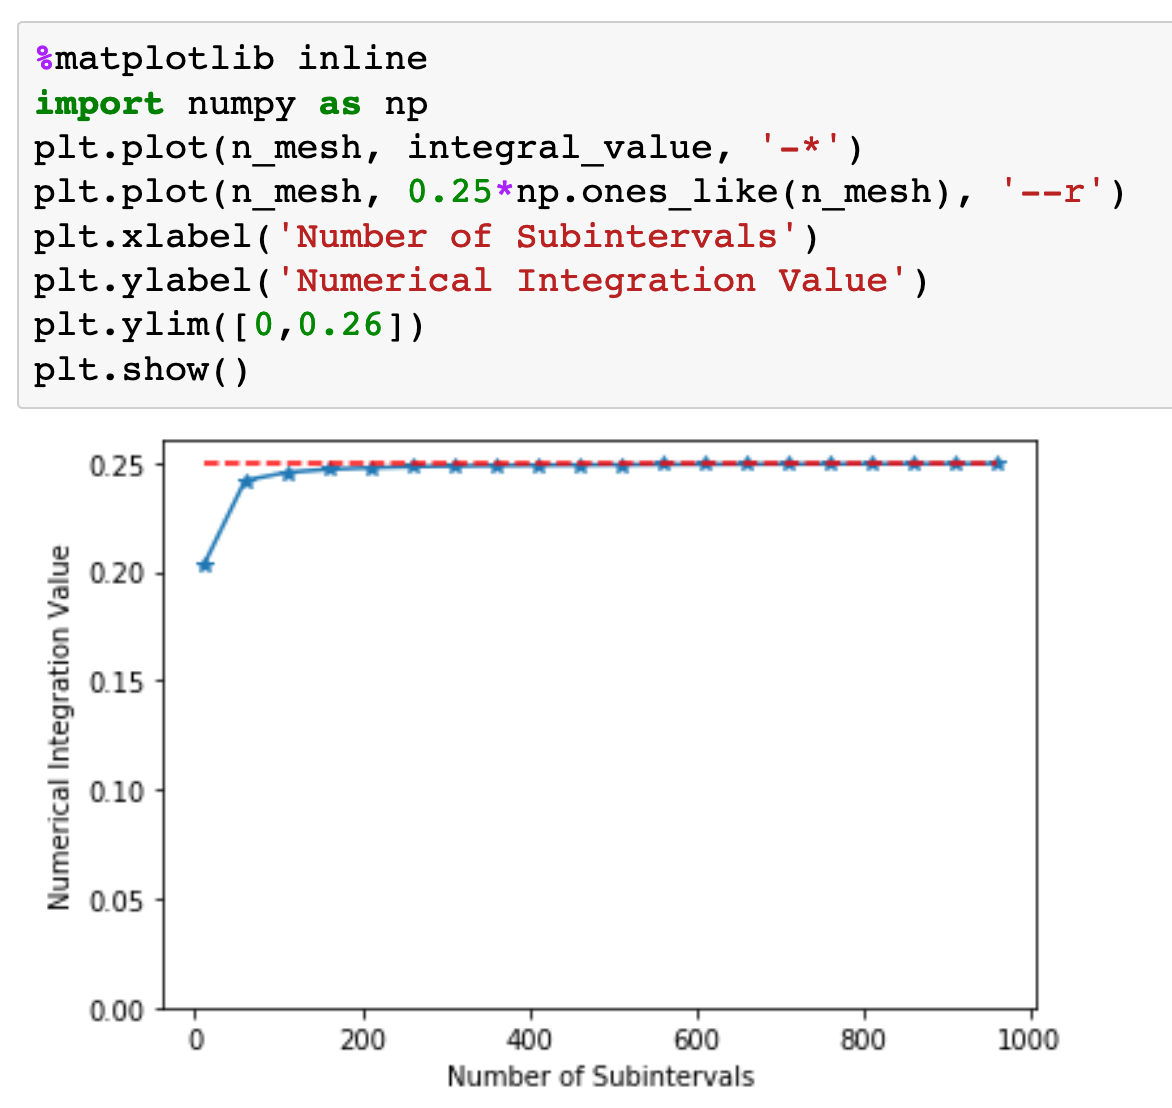 %matplotlib inline
import numpy as np
plt.plot(n_mesh, integral_value, '-*')
plt.plot(n_mesh, 0.25*np.ones_like(n_mesh), '--r')
plt.xlabel('Number of Subintervals')
plt.ylabel('Numerical Integration Value')
plt.ylim([0,0.26])
plt.show()
Numerical Integration Value
0.25
0.20
0.15
0.10
0.05
0.00
0 200 400 600 800 1000
Number of Subintervals